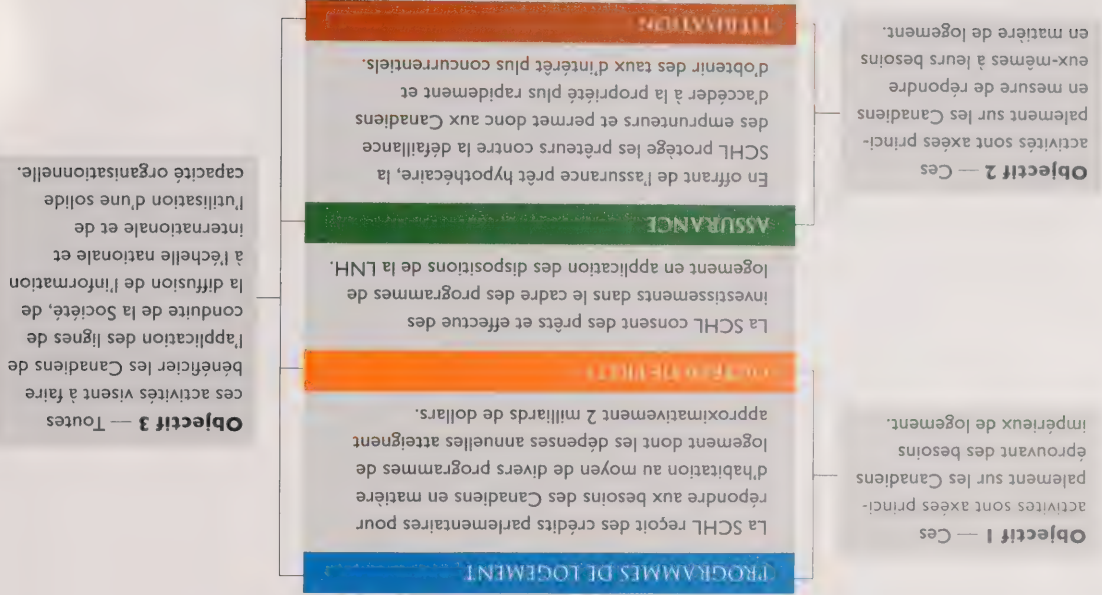 PROGRAMMES DE LOGEMENT
La SCHL reçoit des crédits parlementaires pour
répondre aux besoins des Canadiens en matière
d'habitation au moyen de divers programmes de
logement dont les dépenses annuelles atteignent
approximativement 2 milliards de dollars.
OCTROI DE PRÊTS
La SCHL consent des prêts et effectue des
investissements dans le cadre des programmes de
logement en application des dispositions de la LNH.
ASSURANCE
En offrant de l'assurance prêt hypothécaire, la
SCHL protège les prêteurs contre la défaillance
des emprunteurs et permet donc aux Canadiens
d'accéder à la propriété plus rapidement et
d'obtenir des taux d'intérêt plus concurrentiels.
TITRISATION
Objectif 1 — Ces
activités sont axées princi-
palement sur les Canadiens
éprouvant des besoins
impérieux de logement.
Objectif 2 — Ces
activités sont axées princi-
palement sur les Canadiens
en mesure de répondre
eux-mêmes à leurs besoins
en matière de logement.
Objectif 3 — Toutes
ces activités visent à faire
bénéficier les Canadiens de
l'application des lignes de
conduite de la Société, de
la diffusion de l'information
à l'échelle nationale et
internationale et de
l'utilisation d'une solide
capacité organisationnelle.